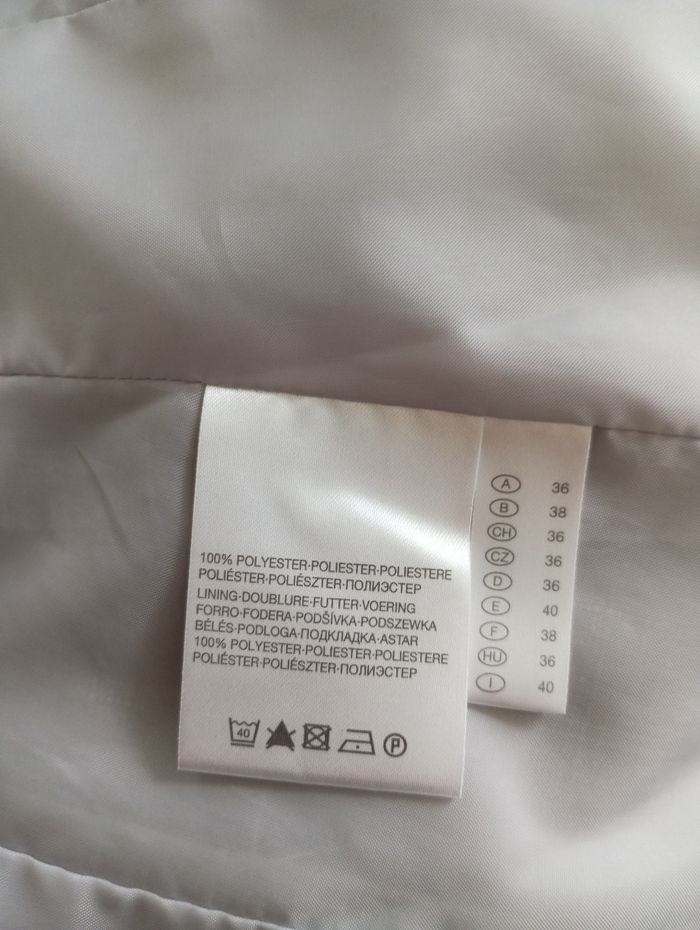 100% POLYESTER·POLIESTER·POLIESTERE
POLIÉSTER·POLIÉSZTER·ПОЛИЭСТЕР
LINING·DOUBLURE·FUTTER·VOERING
FORRO·FODERA·PODŠÍVKA·PODSZEWKA
BÉLÉS·PODLOGA·ПОДКЛАДКА·ASTAR
100% POLYESTER·POLIESTER·POLIESTERE
POLIÉSTER·POLIÉSZTER·ПОЛИЭСТЕР
40 P
A 36
B 38
CH 36
CZ 36
D 36
E 40
F 38
HU 36
I 40